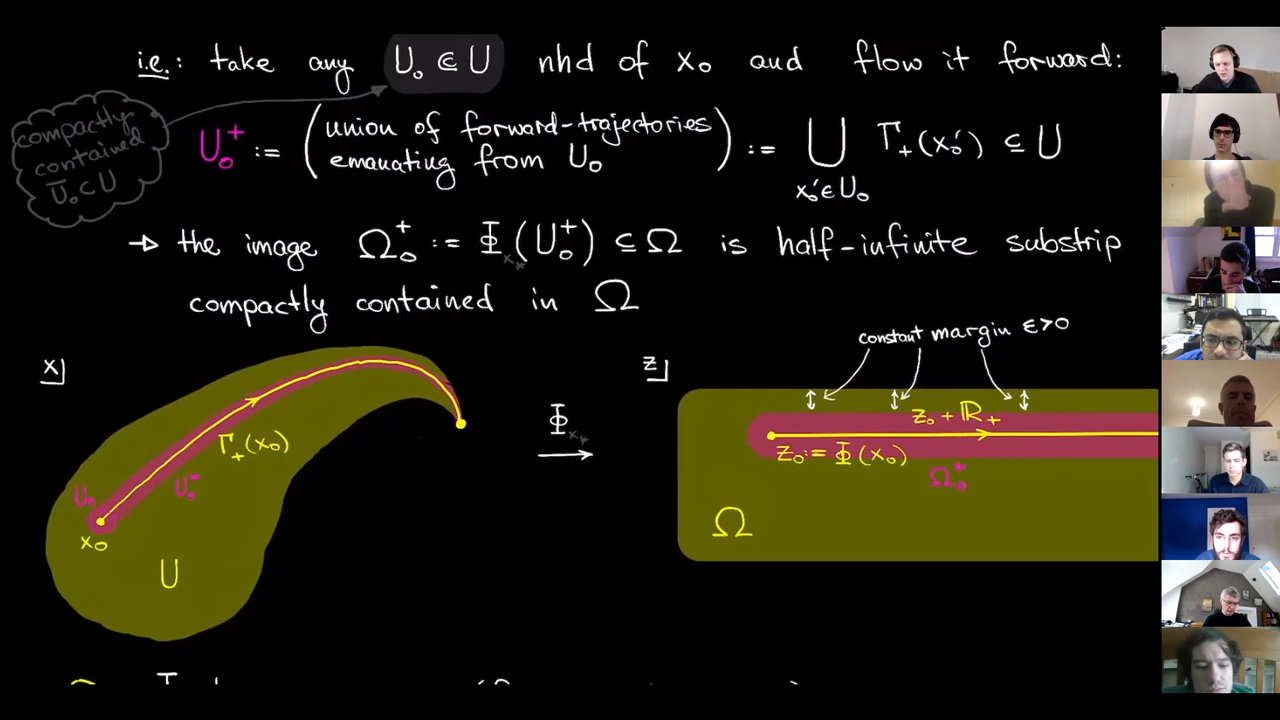 i.e.: take any U₀ ⋐ U nhd of x₀ and flow it forward:
compactly
contained
Ū₀ ⊂ U
U₀⁺ := (union of forward-trajectories
emanating from U₀) := ⋃ Γ₊(x₀') ⊆ U
x₀'∈U₀
→ the image Ω₀⁺ := Φ(U₀⁺) ⊆ Ω is half-infinite substrip
compactly contained in Ω
constant margin ε>0
x
z
Φ
Γ₊(x₀)
U₀
U₀⁺
x₀
U
z₀ + ℝ₊
z₀ := Φ(x₀)
Ω₀⁺
Ω